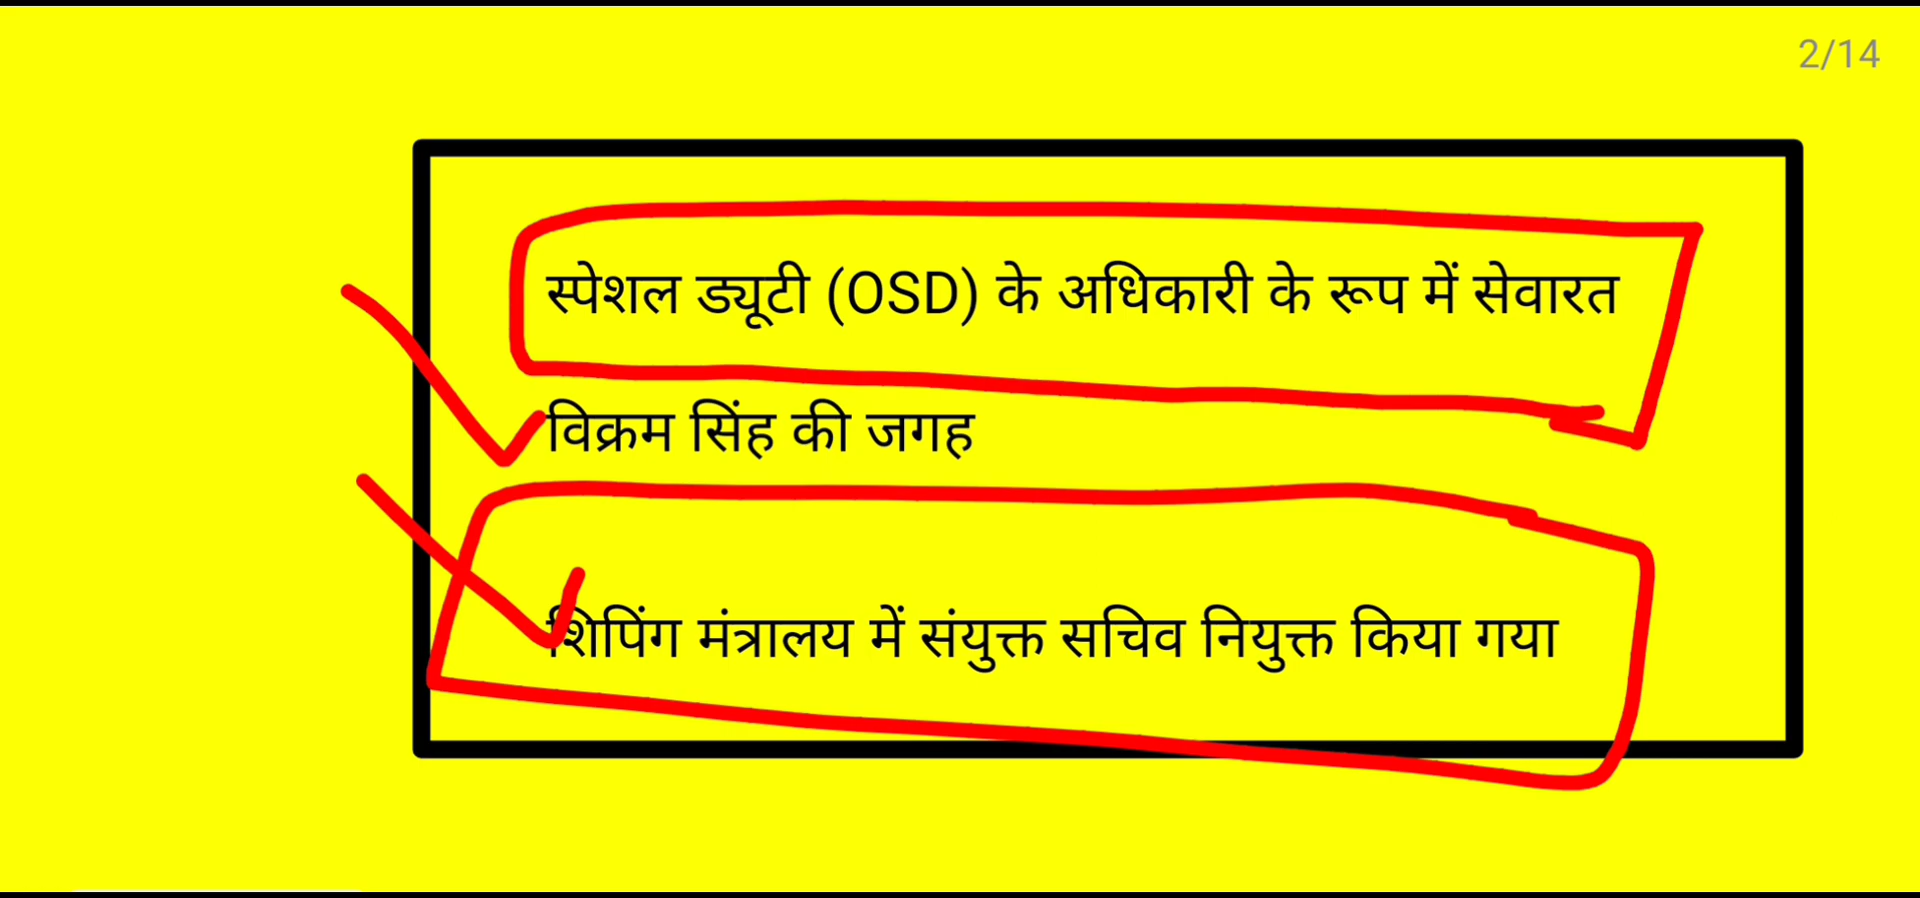 2/14
स्पेशल ड्यूटी (OSD) के अधिकारी के रूप में सेवारत
विक्रम सिंह की जगह
शिपिंग मंत्रालय में संयुक्त सचिव नियुक्त किया गया